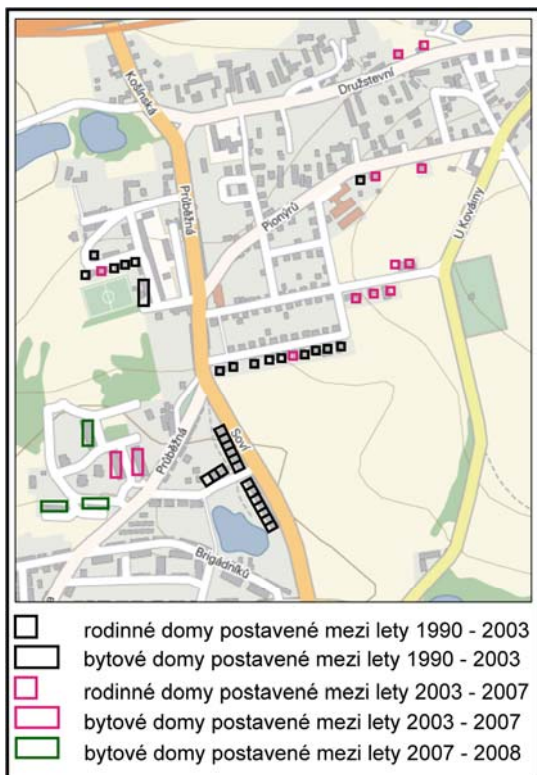 Košínská
Družstevní
Průběžná
Pionýrů
U Kovárny
Soví
Průběžná
Brigádníků
rodinné domy postavené mezi lety 1990 - 2003
bytové domy postavené mezi lety 1990 - 2003
rodinné domy postavené mezi lety 2003 - 2007
bytové domy postavené mezi lety 2003 - 2007
bytové domy postavené mezi lety 2007 - 2008